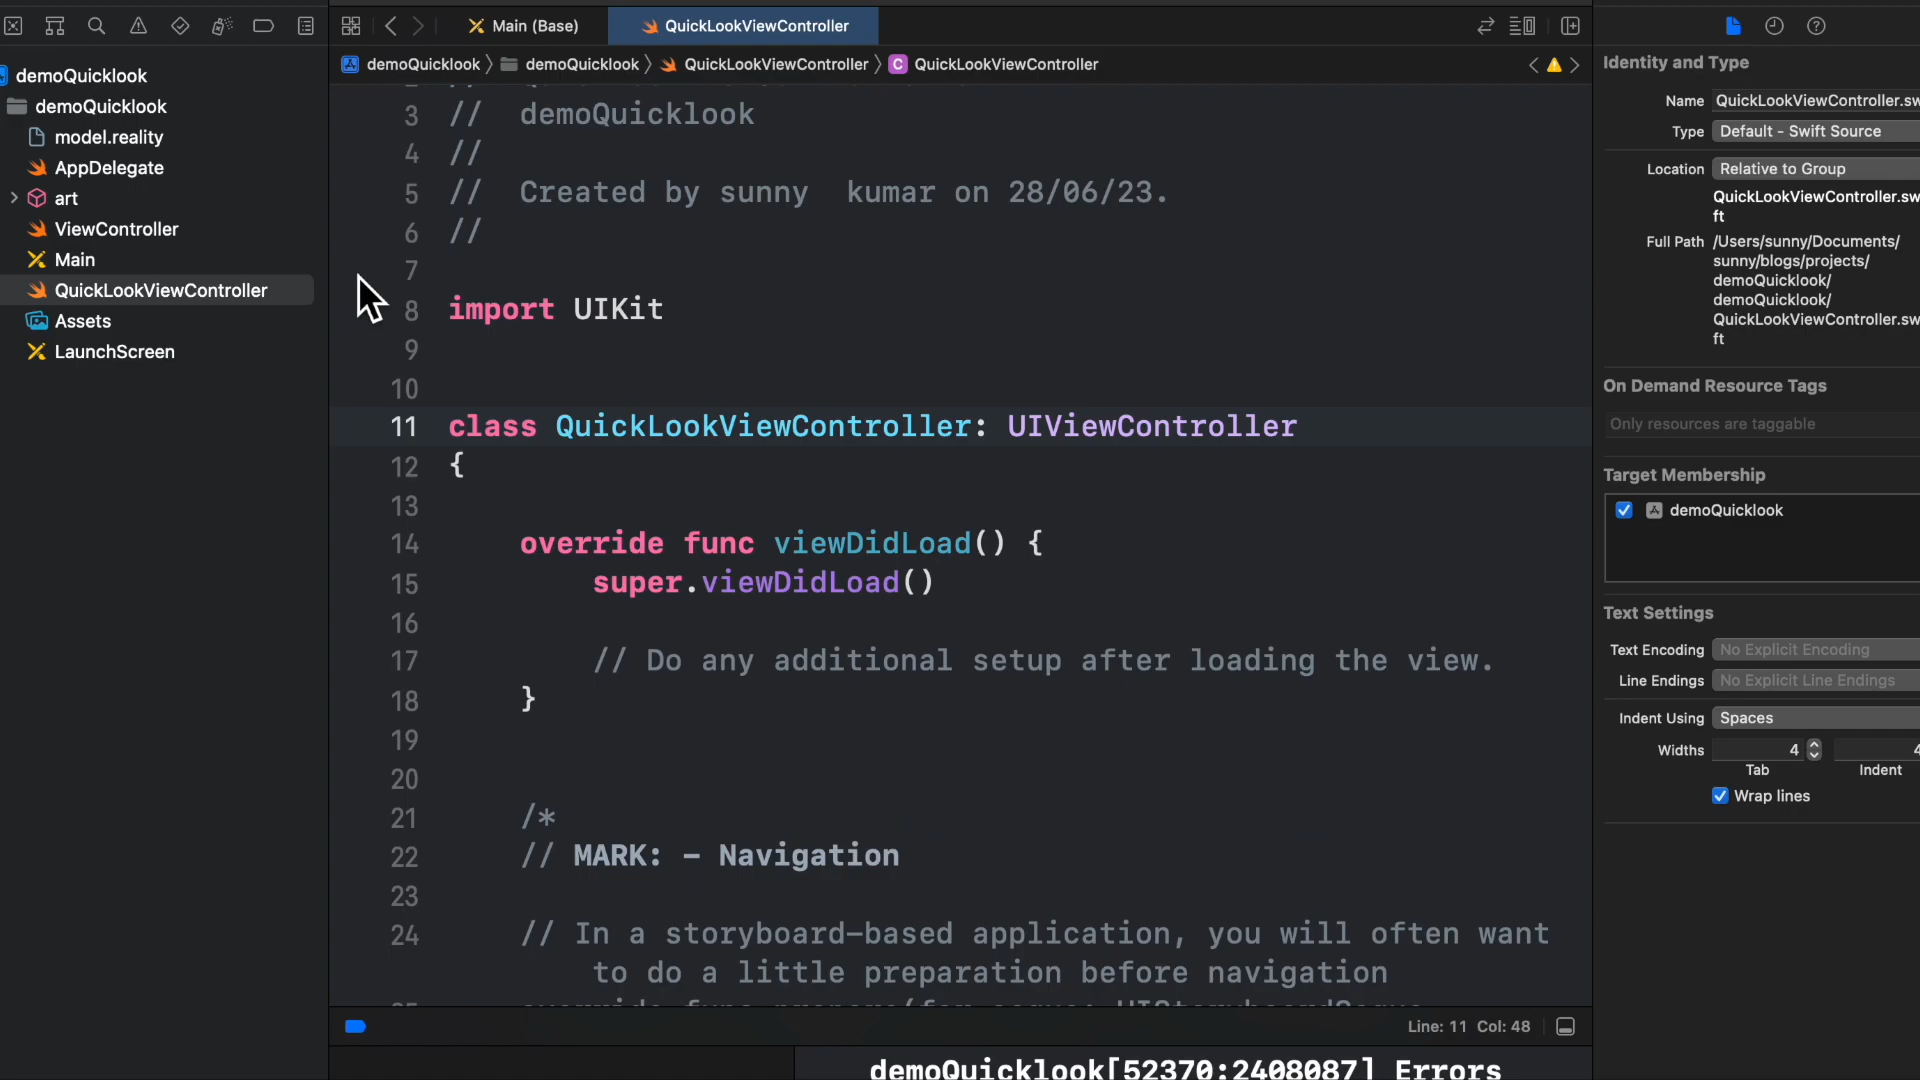 Main (Base)
QuickLookViewController
demoQuicklook
demoQuicklook
model.reality
AppDelegate
art
ViewController
Main
QuickLookViewController
Assets
LaunchScreen
demoQuicklook
demoQuicklook
QuickLookViewController
C QuickLookViewController
3 // demoQuicklook
4 //
5 // Created by sunny  kumar on 28/06/23.
6 //
7
8 import UIKit
9
10
11 class QuickLookViewController: UIViewController
12 {
13
14 override func viewDidLoad() {
15 super.viewDidLoad()
16
17 // Do any additional setup after loading the view.
18 }
19
20
21 /*
22 // MARK: - Navigation
23
24 // In a storyboard-based application, you will often want
to do a little preparation before navigation
Line: 11 Col: 48
demoQuicklook[52370:2408087] Errors
Identity and Type
Name QuickLookViewController.sw
Type Default - Swift Source
Location Relative to Group
QuickLookViewController.sw
ft
Full Path /Users/sunny/Documents/
sunny/blogs/projects/
demoQuicklook/
demoQuicklook/
QuickLookViewController.sw
ft
On Demand Resource Tags
Only resources are taggable
Target Membership
demoQuicklook
Text Settings
Text Encoding No Explicit Encoding
Line Endings No Explicit Line Endings
Indent Using Spaces
Widths 4 4
Tab Indent
Wrap lines